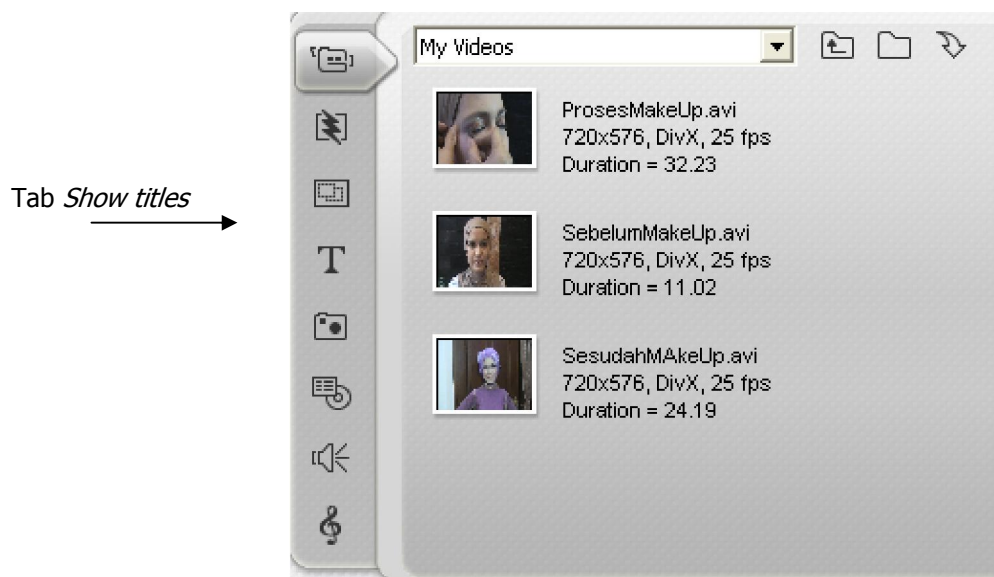 My Videos
ProsesMakeUp.avi
720x576, DivX, 25 fps
Duration = 32.23
Tab Show titles
SebelumMakeUp.avi
720x576, DivX, 25 fps
Duration = 11.02
T
SesudahMAkeUp.avi
720x576, DivX, 25 fps
Duration = 24.19